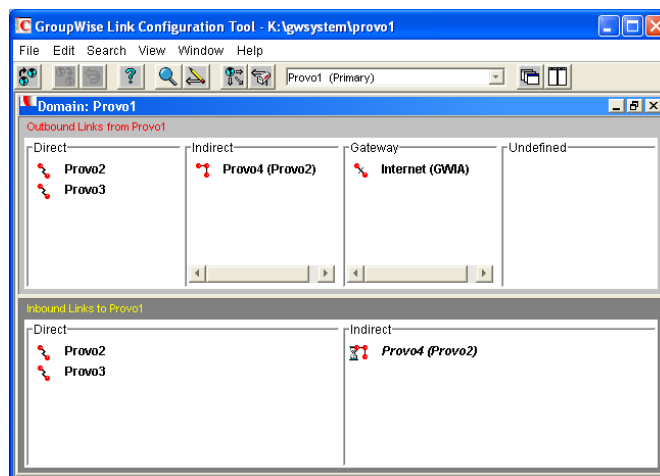 GroupWise Link Configuration Tool - K:\gwsystem\provo1
File Edit Search View Window Help
Provo1 (Primary)
Domain: Provo1
Outbound Links from Provo1
Direct
Provo2
Provo3
Indirect
Provo4 (Provo2)
Gateway
Internet (GWIA)
Undefined
Inbound Links to Provo1
Direct
Provo2
Provo3
Indirect
Provo4 (Provo2)